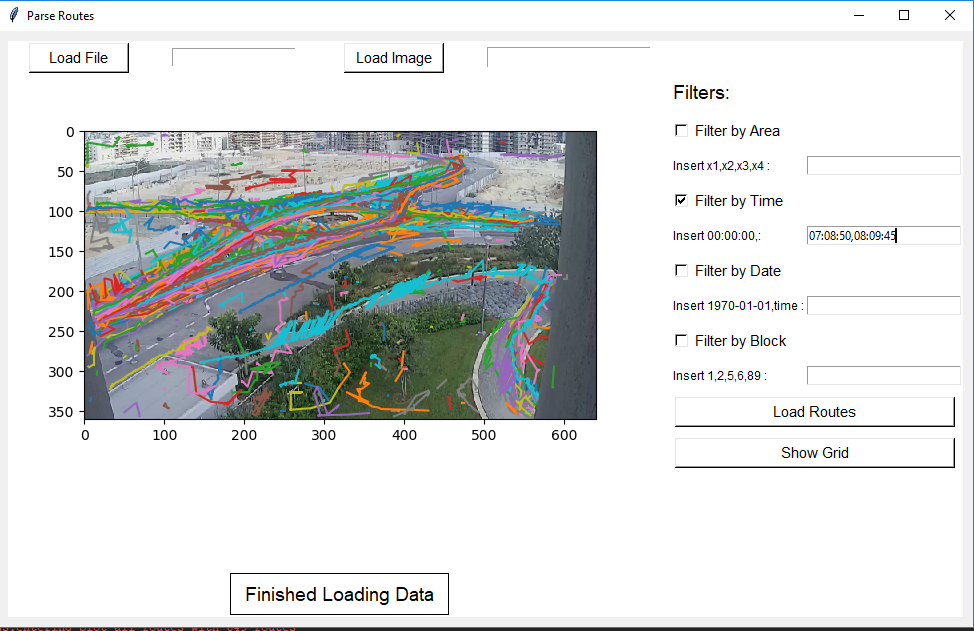 Parse Routes
Load File
Load Image
Filters:
Filter by Area
Insert x1,x2,x3,x4 :
Filter by Time
Insert 00:00:00,:
07:08:50,08:09:45
Filter by Date
Insert 1970-01-01,time :
Filter by Block
Insert 1,2,5,6,89 :
Load Routes
Show Grid
0
50
100
150
200
250
300
350
0 100 200 300 400 500 600
Finished Loading Data